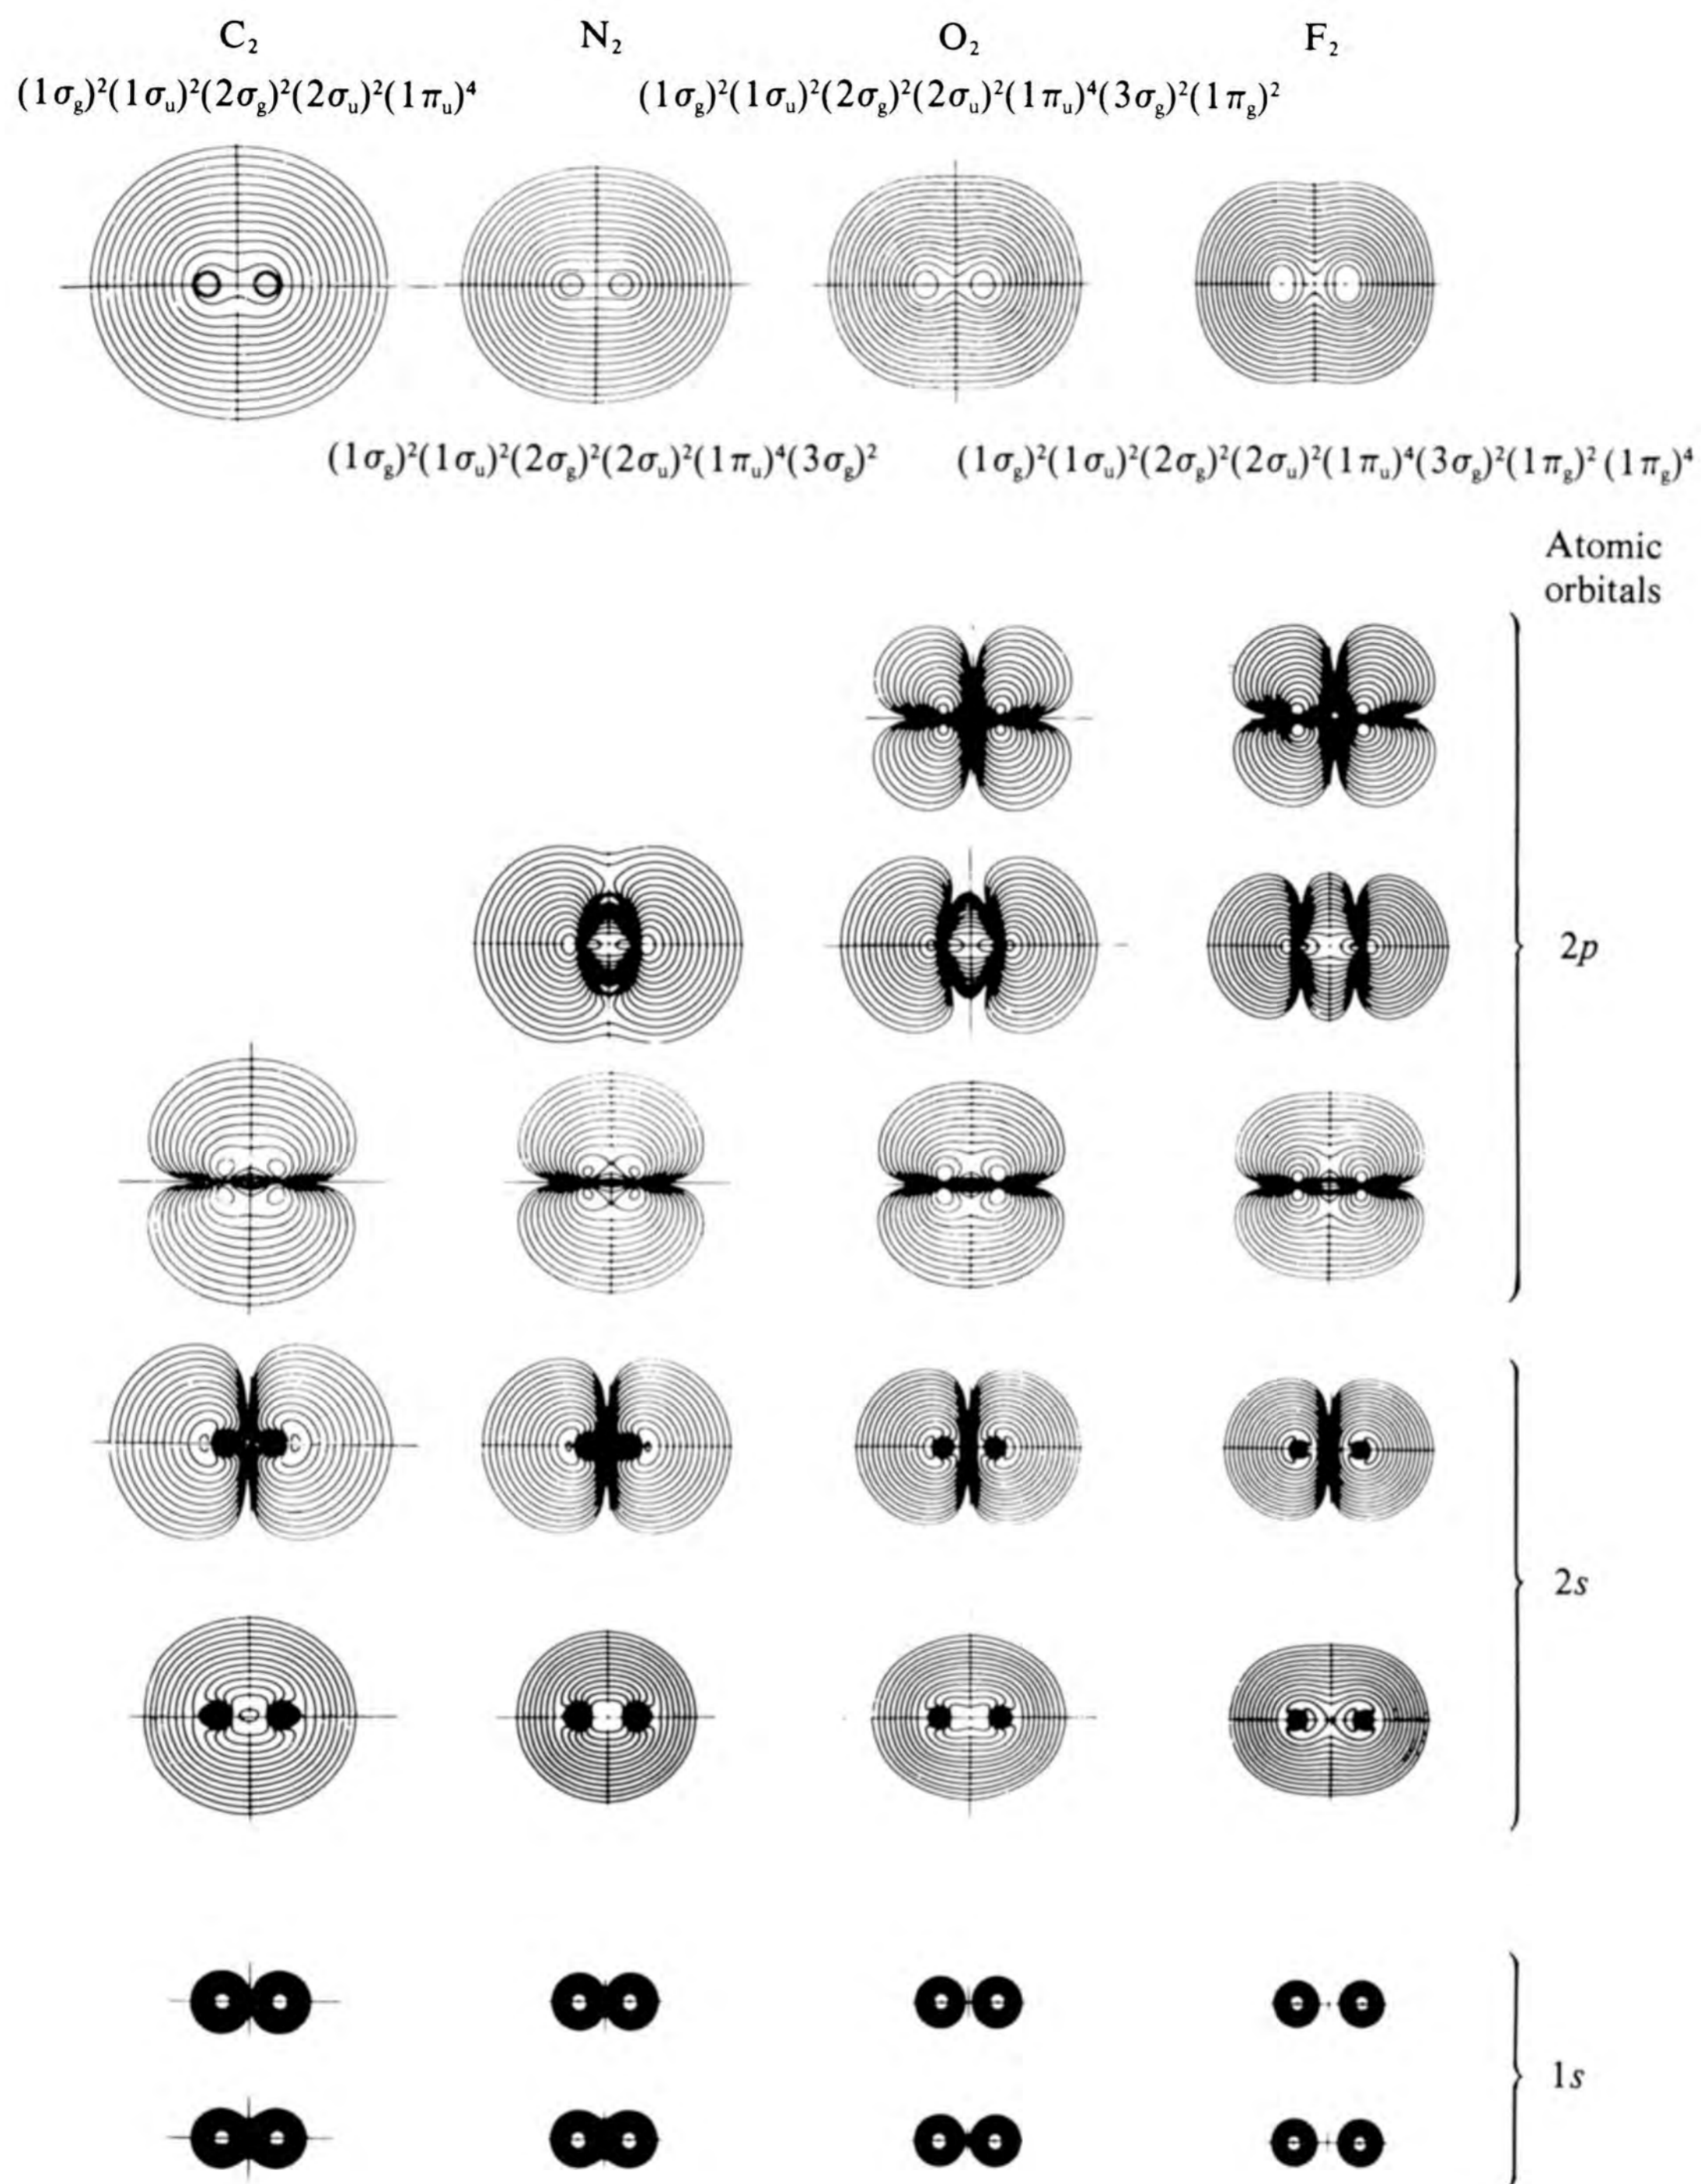 C₂ N₂ O₂ F₂
(1σg)²(1σu)²(2σg)²(2σu)²(1πu)⁴ (1σg)²(1σu)²(2σg)²(2σu)²(1πu)⁴(3σg)²(1πg)²
(1σg)²(1σu)²(2σg)²(2σu)²(1πu)⁴(3σg)² (1σg)²(1σu)²(2σg)²(2σu)²(1πu)⁴(3σg)²(1πg)² (1πg)⁴
Atomic
orbitals
2p
2s
1s